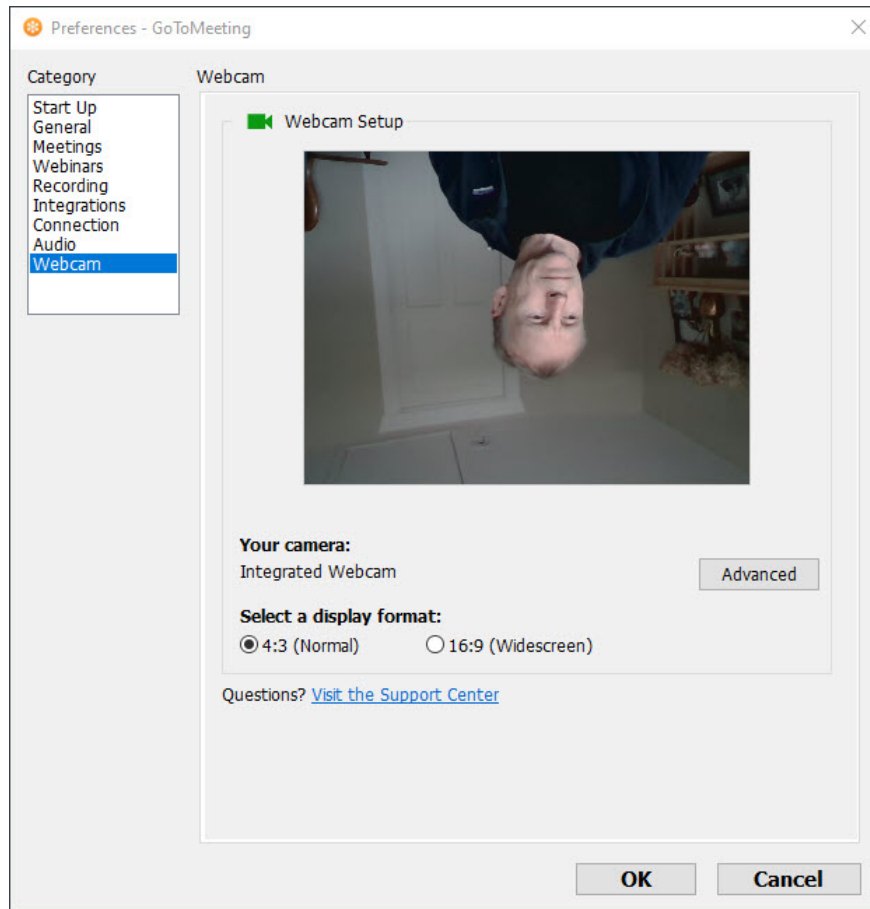 Preferences - GoToMeeting
Category
Start Up
General
Meetings
Webinars
Recording
Integrations
Connection
Audio
Webcam
Webcam
Webcam Setup
Your camera:
Integrated Webcam
Advanced
Select a display format:
4:3 (Normal) 16:9 (Widescreen)
Questions? Visit the Support Center
OK Cancel